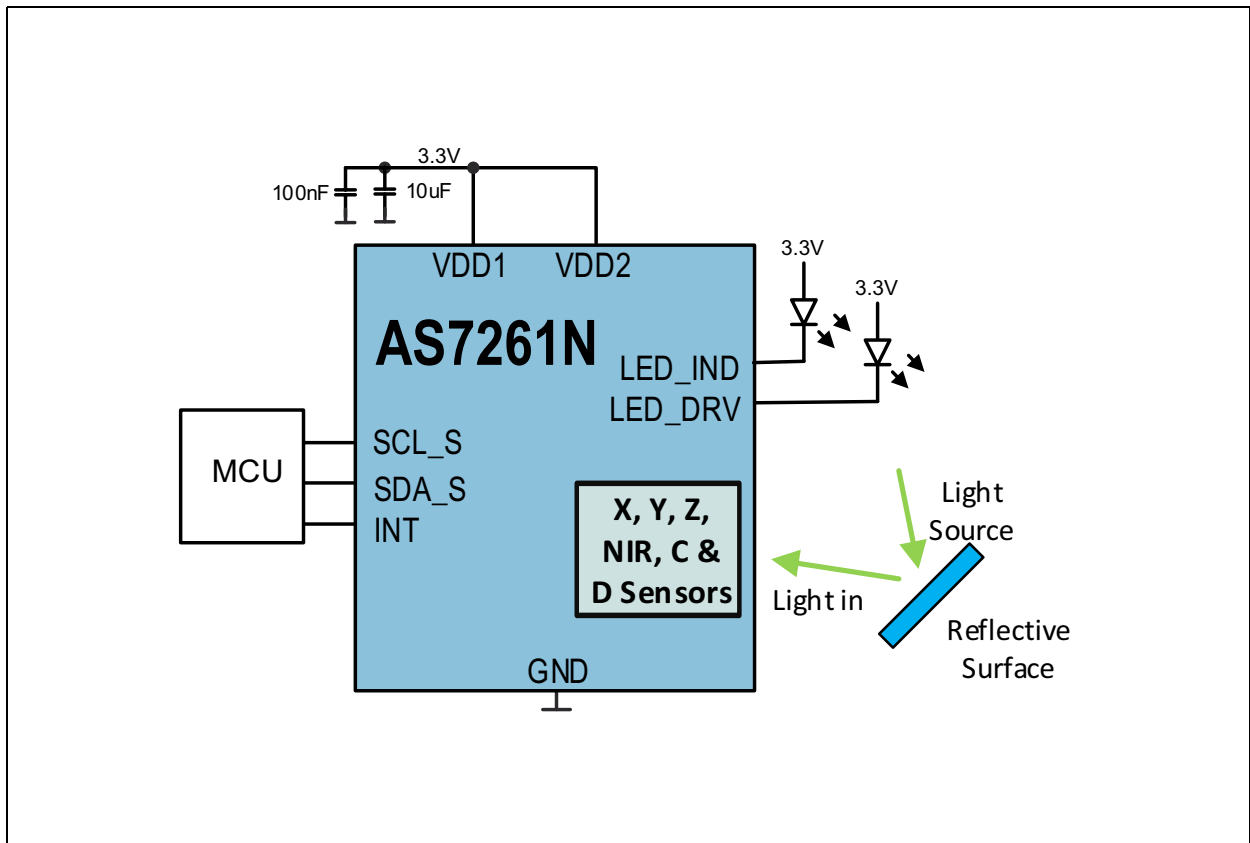 3.3V
100nF
10uF
VDD1
VDD2
3.3V
3.3V
AS7261N
LED_IND
LED_DRV
MCU
SCL_S
SDA_S
INT
X, Y, Z,
NIR, C &
D Sensors
Light
Source
Light in
Reflective
Surface
GND